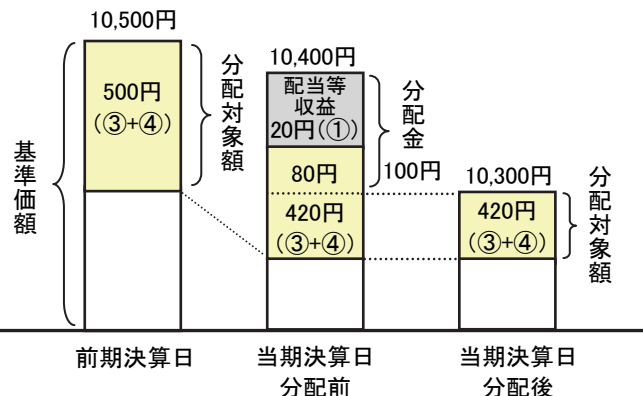 10,500円
500円
(③+④)
分配対象額
基準価額
前期決算日
10,400円
配当等
収益
20円(①)
80円
420円
(③+④)
分配金
100円
当期決算日
分配前
10,300円
420円
(③+④)
分配対象額
当期決算日
分配後